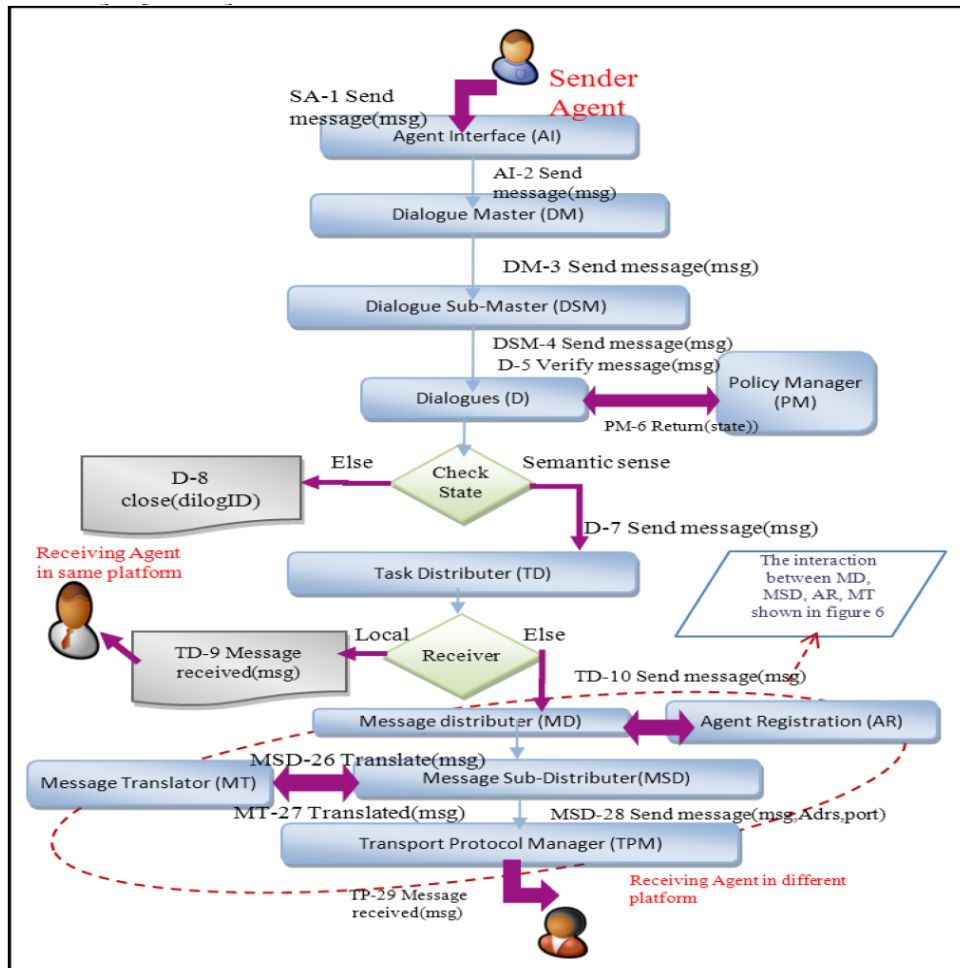 Sender
Agent
SA-1 Send
message(msg)
Agent Interface (AI)
AI-2 Send
message(msg)
Dialogue Master (DM)
DM-3 Send message(msg)
Dialogue Sub-Master (DSM)
DSM-4 Send message(msg)
D-5 Verify message(msg)
Dialogues (D)
Policy Manager
(PM)
PM-6 Return(state))
Else
Semantic sense
Check
State
D-8
close(dilogID)
D-7 Send message(msg)
Receiving Agent
in same platform
Task Distributer (TD)
The interaction
between MD,
MSD, AR, MT
shown in figure 6
Local
Else
Receiver
TD-9 Message
received(msg)
TD-10 Send message(msg)
Message distributer (MD)
Agent Registration (AR)
MSD-26 Translate(msg)
Message Translator (MT)
Message Sub-Distributer(MSD)
MT-27 Translated(msg)
MSD-28 Send message(msg,Adrs,port)
Transport Protocol Manager (TPM)
TP-29 Message
received(msg)
Receiving Agent in different
platform